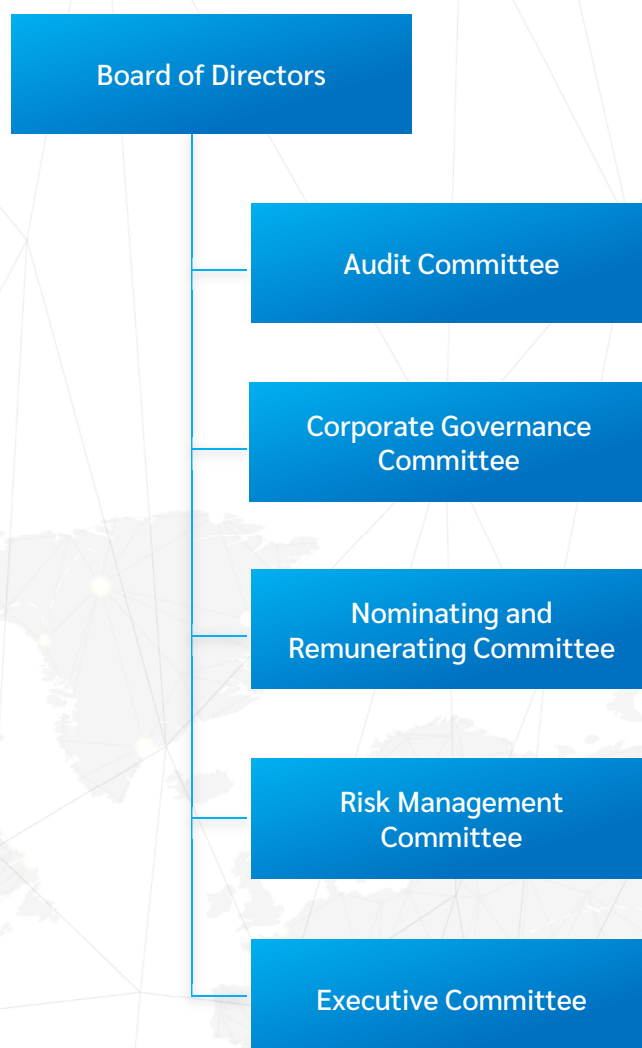 Board of Directors
Audit Committee
Corporate Governance
Committee
Nominating and
Remunerating Committee
Risk Management
Committee
Executive Committee